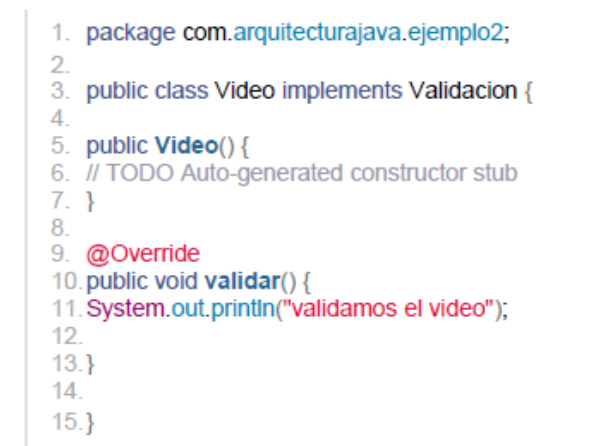 1. package com.arquitecturajava.ejemplo2;
2.
3. public class Video implements Validacion {
4.
5. public Video() {
6. // TODO Auto-generated constructor stub
7. }
8.
9. @Override
10. public void validar() {
11. System.out.println("validamos el video");
12.
13. }
14.
15. }